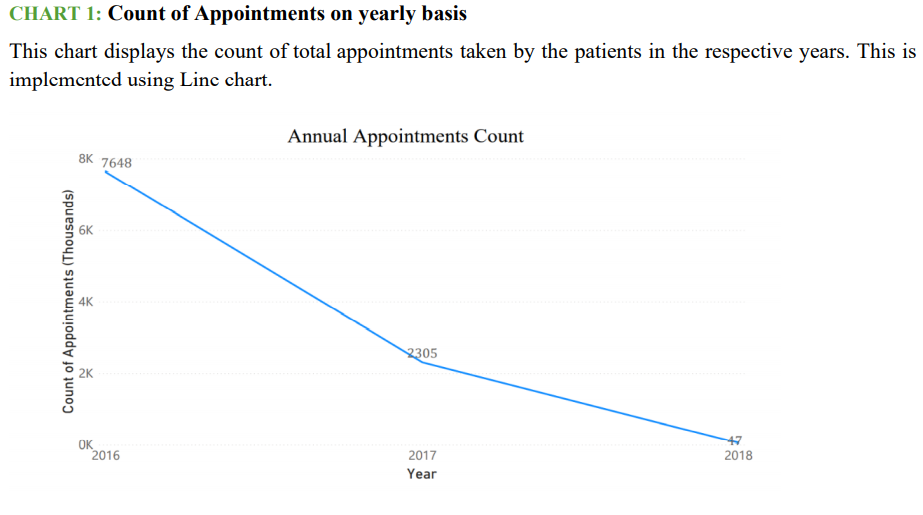 CHART 1: Count of Appointments on yearly basis
This chart displays the count of total appointments taken by the patients in the respective years. This is
implemented using Line chart.
Annual Appointments Count
Count of Appointments (Thousands)
8K
7648
6K
4K
2305
2K
47
0K
2016
2017
2018
Year